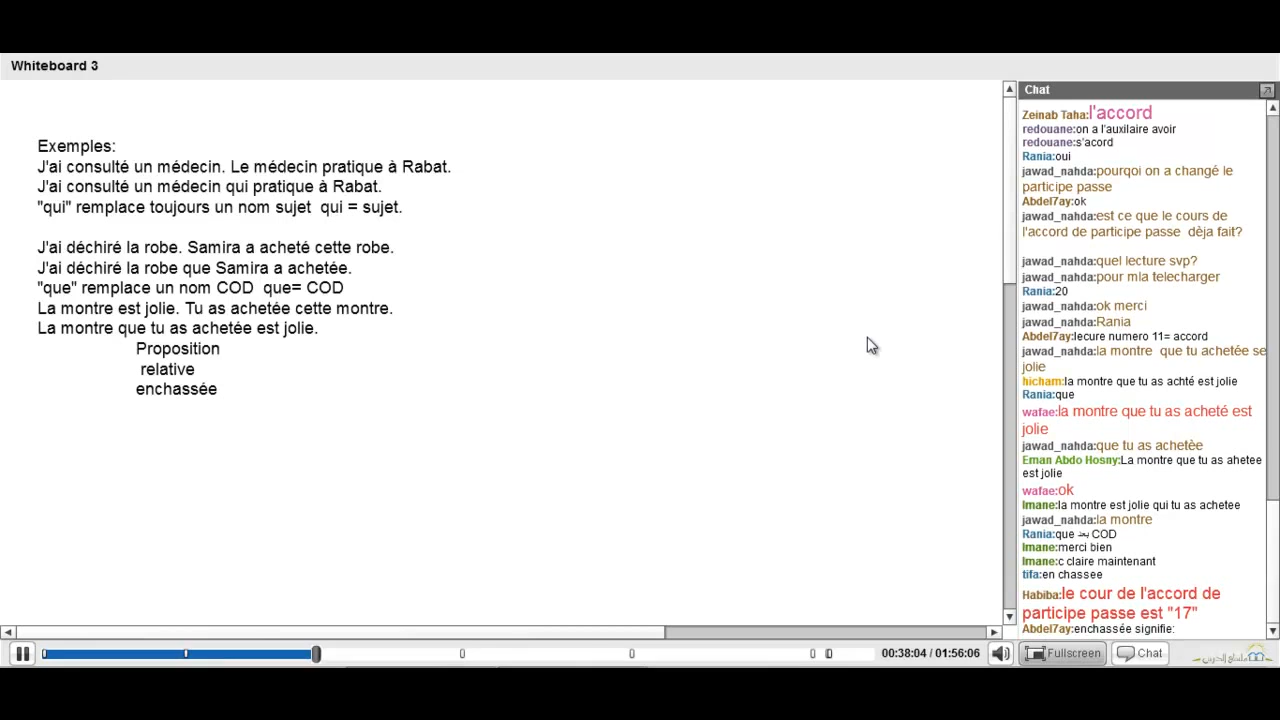 Whiteboard 3
Exemples:
J'ai consulté un médecin. Le médecin pratique à Rabat.
J'ai consulté un médecin qui pratique à Rabat.
"qui" remplace toujours un nom sujet  qui = sujet.
J'ai déchiré la robe. Samira a acheté cette robe.
J'ai déchiré la robe que Samira a achetée.
"que" remplace un nom COD  que= COD
La montre est jolie. Tu as achetée cette montre.
La montre que tu as achetée est jolie.
Proposition
relative
enchassée
Chat
Zeinab Taha:l'accord
redouane:on a l'auxilaire avoir
redouane:s'acord
Rania:oui
jawad_nahda:pourqoi on a changé le
participe passe
Abdel7ay:ok
jawad_nahda:est ce que le cours de
l'accord de participe passe  dèja fait?
jawad_nahda:quel lecture svp?
jawad_nahda:pour mla telecharger
Rania:20
jawad_nahda:ok merci
jawad_nahda:Rania
Abdel7ay:lecure numero 11= accord
jawad_nahda:la montre  que tu achetée se
jolie
hicham:la montre que tu as achté est jolie
Rania:que
wafae:la montre que tu as acheté est
jolie
jawad_nahda:que tu as achetèe
Eman Abdo Hosny:La montre que tu as ahetee
est jolie
wafae:ok
Imane:la montre est jolie qui tu as achetee
jawad_nahda:la montre
Rania:que بعد COD
Imane:merci bien
Imane:c claire maintenant
tifa:en chassee
Habiba:le cour de l'accord de
participe passe est "17"
Abdel7ay:enchassée signifie:
00:38:04 / 01:56:06
Fullscreen
Chat